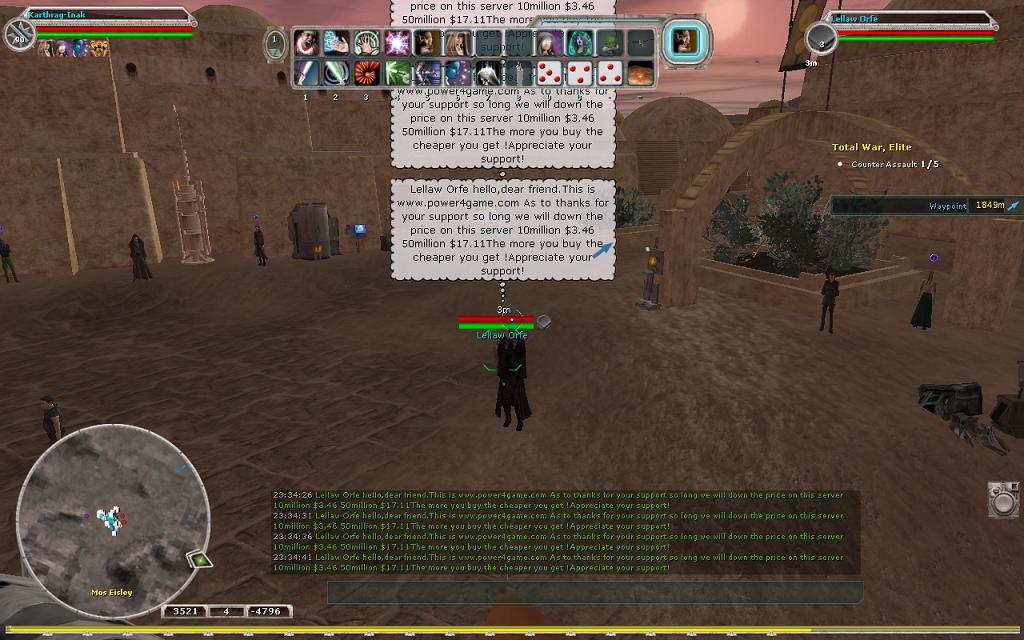 Karthrag-Inak
90
1
price on this server 10million $3.46
50million $17.11The more you buy
support!
www.power4game.com As to thanks for
your support so long we will down the
price on this server 10million $3.46
50million $17.11The more you buy the
cheaper you get !Appreciate your
support!
Lellaw Orfe hello,dear friend.This is
www.power4game.com As to thanks for
your support so long we will down the
price on this server 10million $3.46
50million $17.11The more you buy the
cheaper you get !Appreciate your
support!
1 2 3
Lellaw Orfe
3
3m
Total War, Elite
Counter Assault 1/5
Waypoint 1849m
3m
Lellaw Orfe
23:34:26 Lellaw Orfe hello,dear friend.This is www.power4game.com As to thanks for your support so long we will down the price on this server
10million $3.46 50million $17.11The more you buy the cheaper you get !Appreciate your support!
23:34:31 Lellaw Orfe hello,dear friend.This is www.power4game.com As to thanks for your support so long we will down the price on this server
10million $3.46 50million $17.11The more you buy the cheaper you get !Appreciate your support!
23:34:36 Lellaw Orfe hello,dear friend.This is www.power4game.com As to thanks for your support so long we will down the price on this server
10million $3.46 50million $17.11The more you buy the cheaper you get !Appreciate your support!
23:34:41 Lellaw Orfe hello,dear friend.This is www.power4game.com As to thanks for your support so long we will down the price on this server
10million $3.46 50million $17.11The more you buy the cheaper you get !Appreciate your support!
Mos Eisley
3521 4 -4796